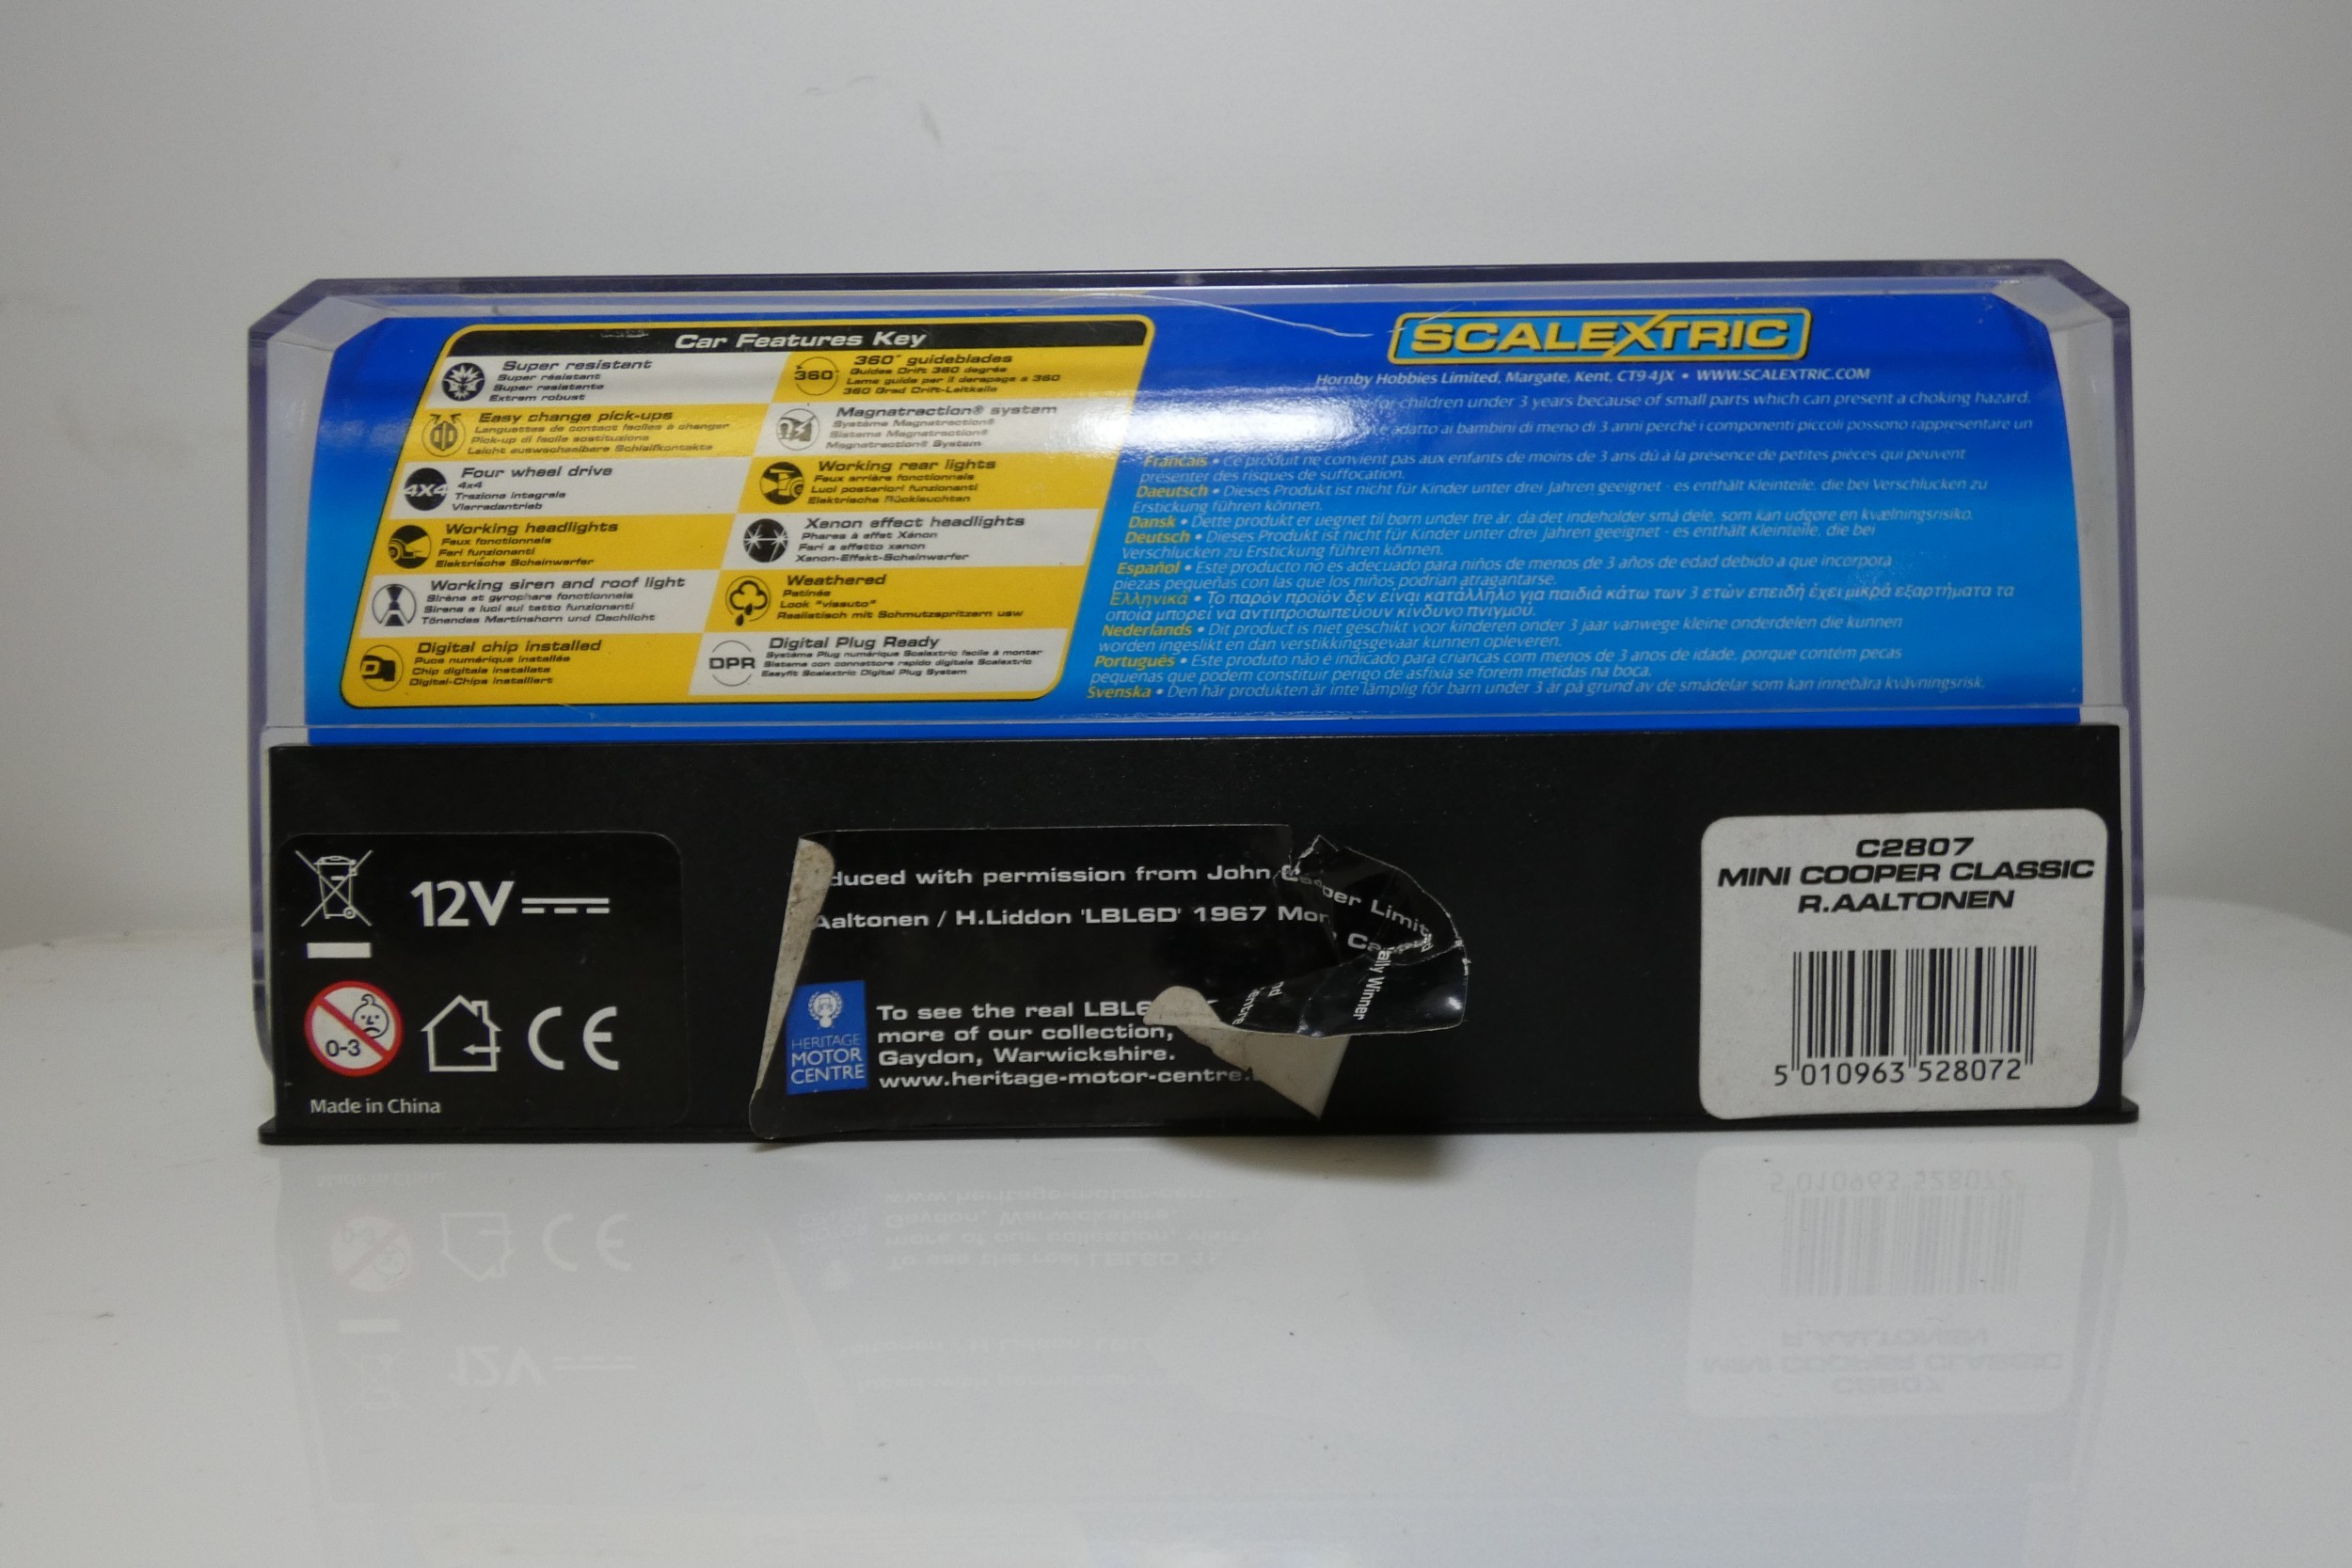 Car Features Key
Super resistant
Super résistant
Super resistente
Extrem robust
360° guideblades
Guides Drift 360 degrés
Lame guida per il derapage a 360
360 Grad Drift-Leitkeile
360
Easy change pick-ups
Languettes de contact faciles à changer
Pick-up di facile sostituzione
Leicht auswechselbare Schleifkontakte
Magnatraction® system
Système Magnatraction®
Sistema Magnatraction®
Magnatraction® System
4X4
Four wheel drive
4x4
Trazione integrale
Vierradantrieb
Working rear lights
Feux arrière fonctionnels
Luci posteriori funzionanti
Elektrische Rückleuchten
Working headlights
Feux fonctionnels
Fari funzionanti
Elektrische Scheinwerfer
Xenon effect headlights
Phares à effet Xénon
Fari a effetto xenon
Xenon-Effekt-Scheinwerfer
Working siren and roof light
Sirène et gyrophare fonctionnels
Sirena e luci sul tetto funzionanti
Tönendes Martinshorn und Dachlicht
Weathered
Patinée
Look "vissuto"
Realistisch mit Schmutzspritzern usw
D
Digital chip installed
Puce numérique installée
Chip digitale installata
Digital-Chips installiert
DPR
Digital Plug Ready
Système Plug numérique Scalextric facile à monter
Sistema con connettore rapido digitale Scalextric
Easyfit Scalextric Digital Plug System
SCALEXTRIC
Hornby Hobbies Limited, Margate, Kent, CT9 4JX • WWW.SCALEXTRIC.COM
for children under 3 years because of small parts which can present a choking hazard.
è adatto ai bambini di meno di 3 anni perché i componenti piccoli possono rappresentare un
Français • Ce produit ne convient pas aux enfants de moins de 3 ans dû à la présence de petites pièces qui peuvent
présenter des risques de suffocation.
Daeutsch • Dieses Produkt ist nicht für Kinder unter drei Jahren geeignet - es enthält Kleinteile, die bei Verschlucken zu
Erstickung führen können.
Dansk • Dette produkt er uegnet til børn under tre år, da det indeholder små dele, som kan udgøre en kvælningsrisiko.
Deutsch • Dieses Produkt ist nicht für Kinder unter drei Jahren geeignet - es enthält Kleinteile, die bei
Verschlucken zu Erstickung führen können.
Español • Este producto no es adecuado para niños de menos de 3 años de edad debido a que incorpora
piezas pequeñas con las que los niños podrían atragantarse.
Ελληνικά • Το παρόν προϊόν δεν είναι κατάλληλο για παιδιά κάτω των 3 ετών επειδή έχει μικρά εξαρτήματα τα
οποία μπορεί να αντιπροσωπεύουν κίνδυνο πνιγμού.
Nederlands • Dit product is niet geschikt voor kinderen onder 3 jaar vanwege kleine onderdelen die kunnen
worden ingeslikt en dan verstikkingsgevaar kunnen opleveren.
Português • Este produto não é indicado para criancas com menos de 3 anos de idade, porque contém pecas
pequenas que podem constituir perigo de asfixia se forem metidas na boca.
Svenska • Den här produkten är inte lämplig för barn under 3 år på grund av de smådelar som kan innebära kvävningsrisk.
12V
0-3
CE
Made in China
duced with permission from John Cooper Limited
Aaltonen / H.Liddon 'LBL6D' 1967 Mon Ca ally Winner
HERITAGE
MOTOR
CENTRE
To see the real LBL6
more of our collection,
Gaydon, Warwickshire.
www.heritage-motor-centre.
nd
entre
C2807
MINI COOPER CLASSIC
R.AALTONEN
5 010963 528072